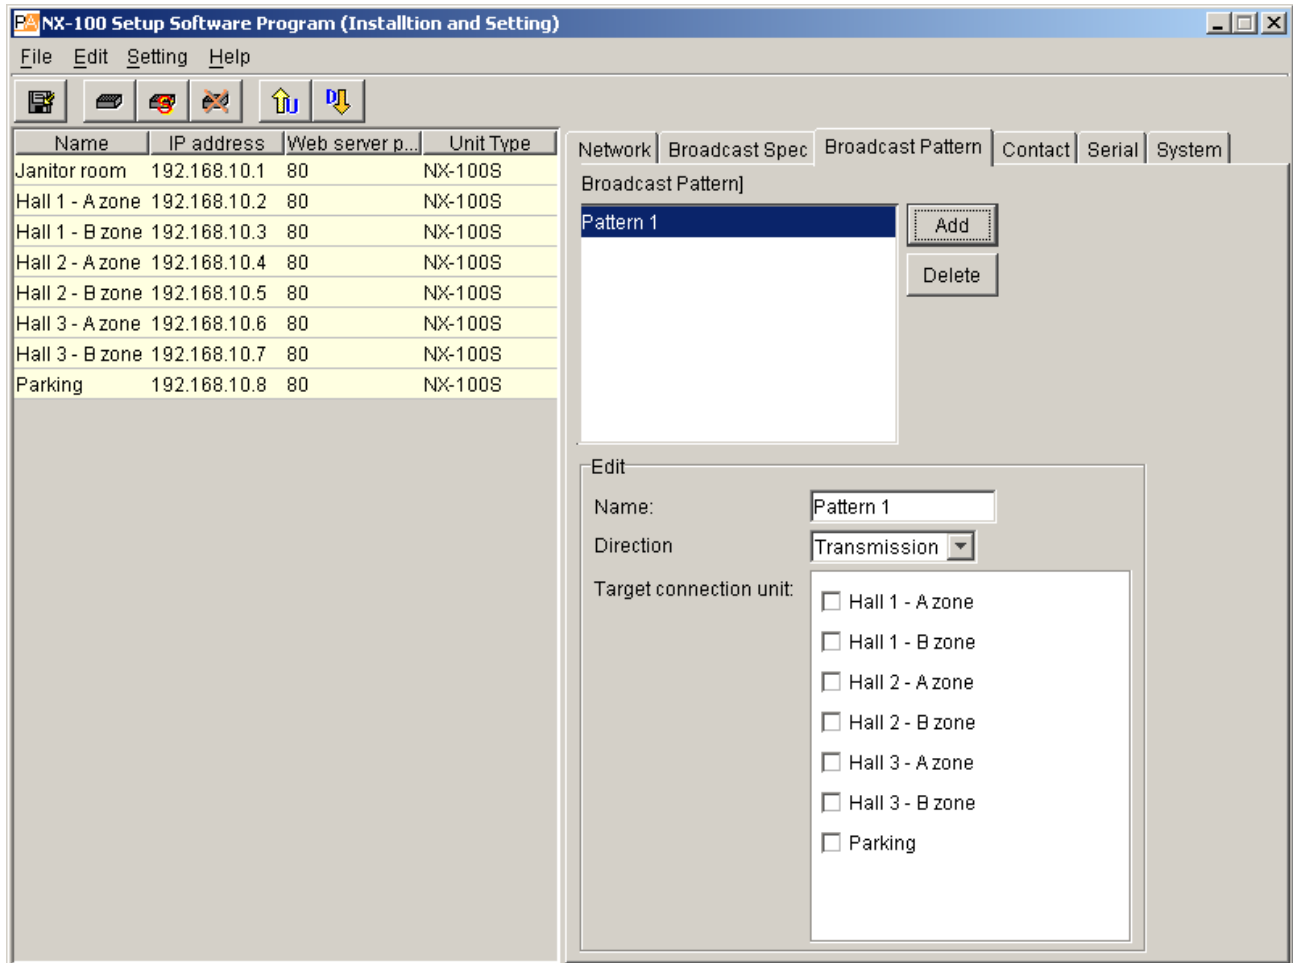 PA NX-100 Setup Software Program (Installtion and Setting)
File Edit Setting Help
U D
Name IP address Web server p... Unit Type
Janitor room 192.168.10.1 80 NX-100S
Hall 1 - A zone 192.168.10.2 80 NX-100S
Hall 1 - B zone 192.168.10.3 80 NX-100S
Hall 2 - A zone 192.168.10.4 80 NX-100S
Hall 2 - B zone 192.168.10.5 80 NX-100S
Hall 3 - A zone 192.168.10.6 80 NX-100S
Hall 3 - B zone 192.168.10.7 80 NX-100S
Parking 192.168.10.8 80 NX-100S
Network Broadcast Spec Broadcast Pattern Contact Serial System
Broadcast Pattern]
Pattern 1
Add
Delete
Edit
Name: Pattern 1
Direction Transmission
Target connection unit:
Hall 1 - A zone
Hall 1 - B zone
Hall 2 - A zone
Hall 2 - B zone
Hall 3 - A zone
Hall 3 - B zone
Parking